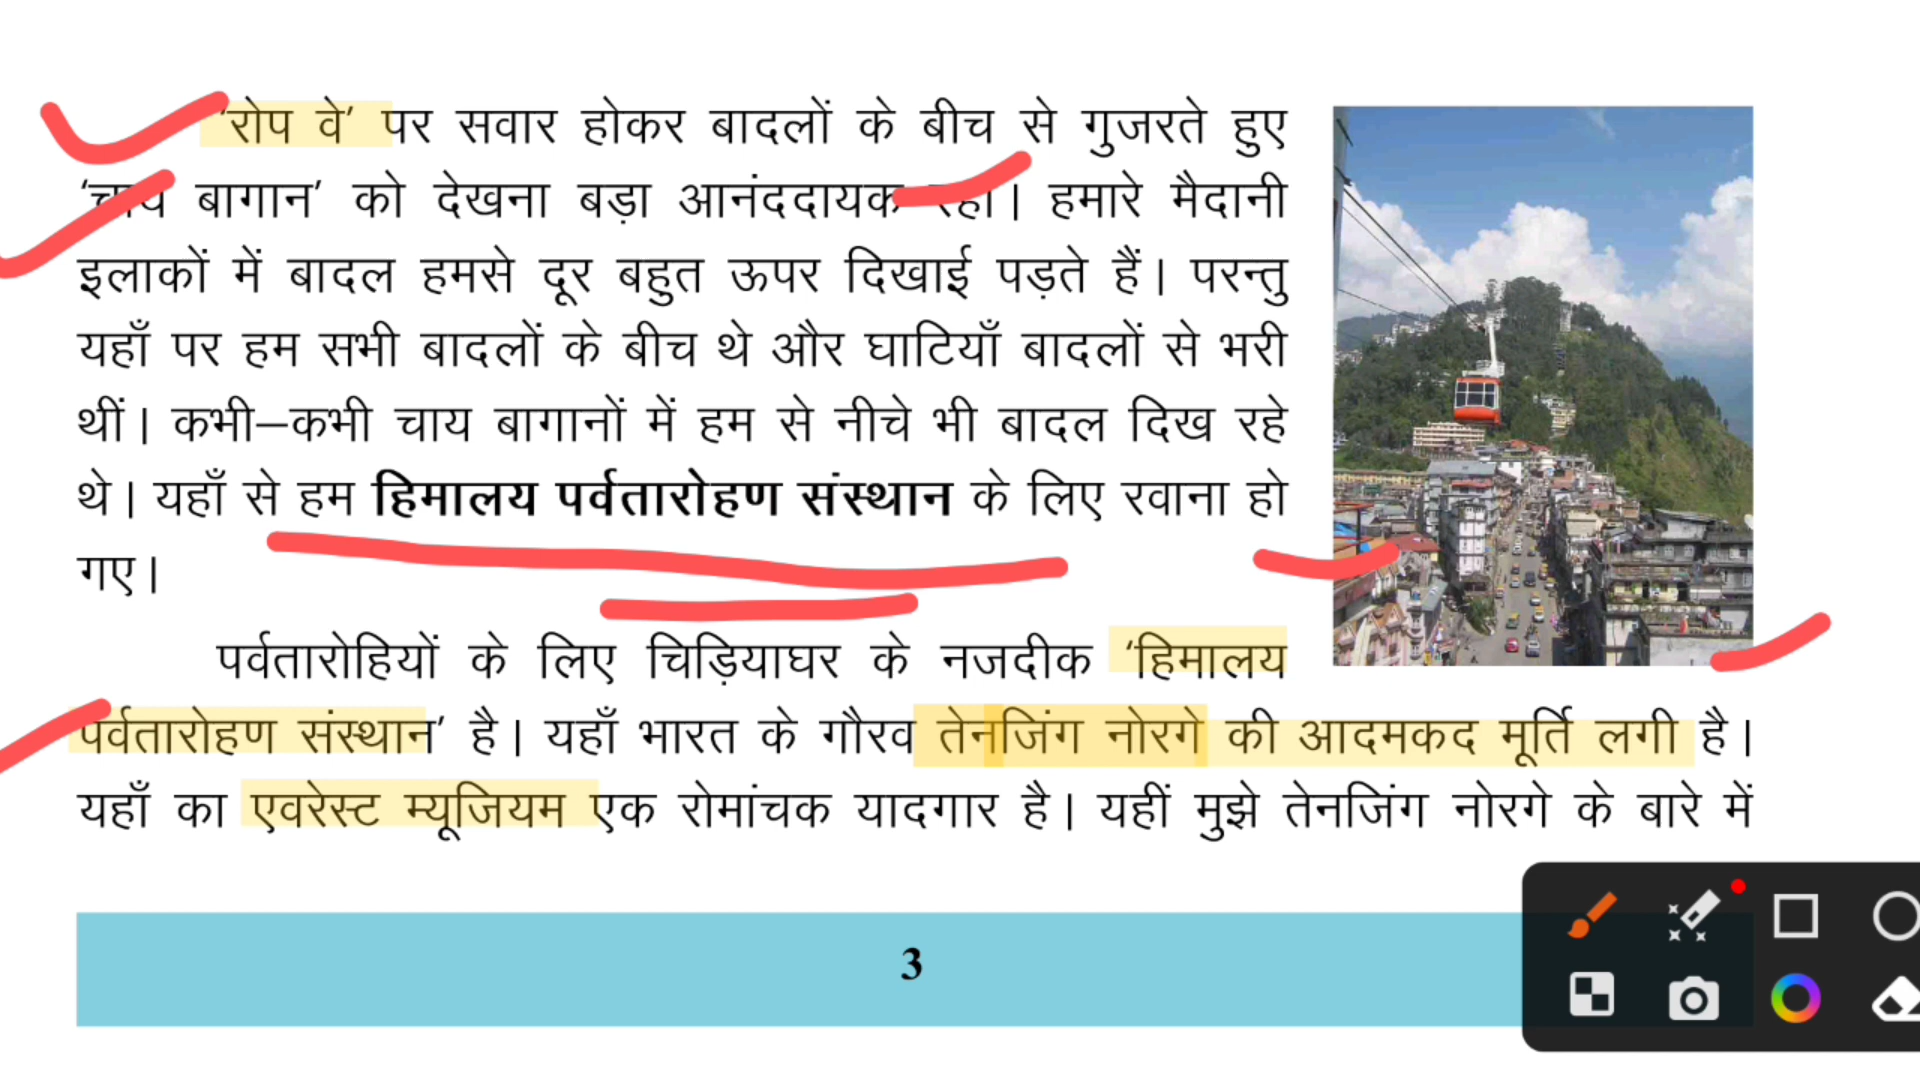 ‘रोप वे’ पर सवार होकर बादलों के बीच से गुजरते हुए
‘चाय बागान’ को देखना बड़ा आनंददायक रहा। हमारे मैदानी
इलाकों में बादल हमसे दूर बहुत ऊपर दिखाई पड़ते हैं। परन्तु
यहाँ पर हम सभी बादलों के बीच थे और घाटियाँ बादलों से भरी
थीं। कभी–कभी चाय बागानों में हम से नीचे भी बादल दिख रहे
थे। यहाँ से हम हिमालय पर्वतारोहण संस्थान के लिए रवाना हो
गए।
पर्वतारोहियों के लिए चिड़ियाघर के नजदीक ‘हिमालय
पर्वतारोहण संस्थान’ है। यहाँ भारत के गौरव तेनजिंग नोरगे की आदमकद मूर्ति लगी है।
यहाँ का एवरेस्ट म्यूजियम एक रोमांचक यादगार है। यहीं मुझे तेनजिंग नोरगे के बारे में
3